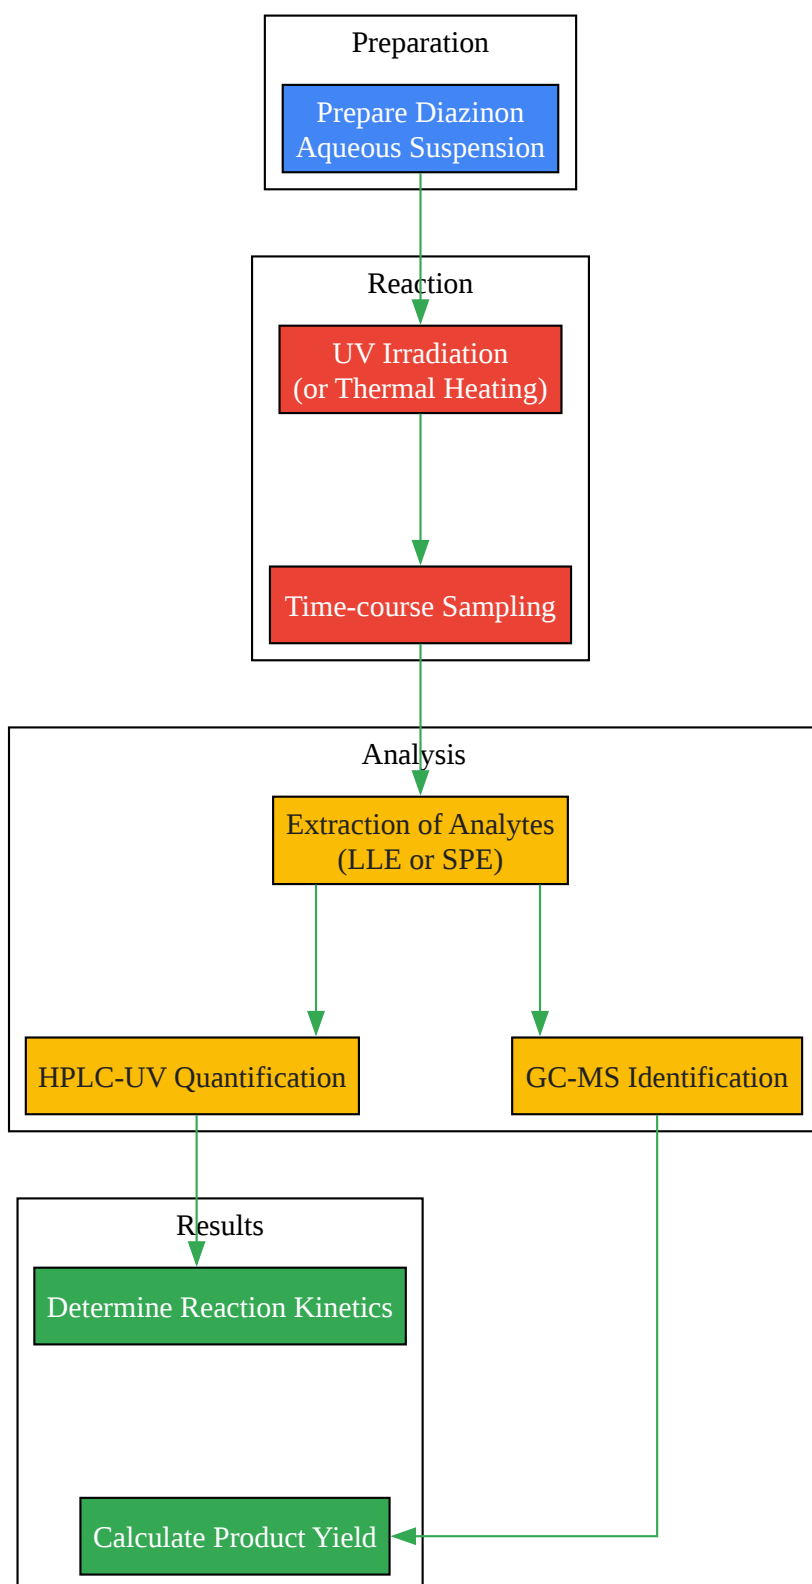 Preparation
Prepare Diazinon
Aqueous Suspension
Reaction
UV Irradiation
(or Thermal Heating)
Time-course Sampling
Analysis
Extraction of Analytes
(LLE or SPE)
HPLC-UV Quantification
GC-MS Identification
Results
Determine Reaction Kinetics
Calculate Product Yield